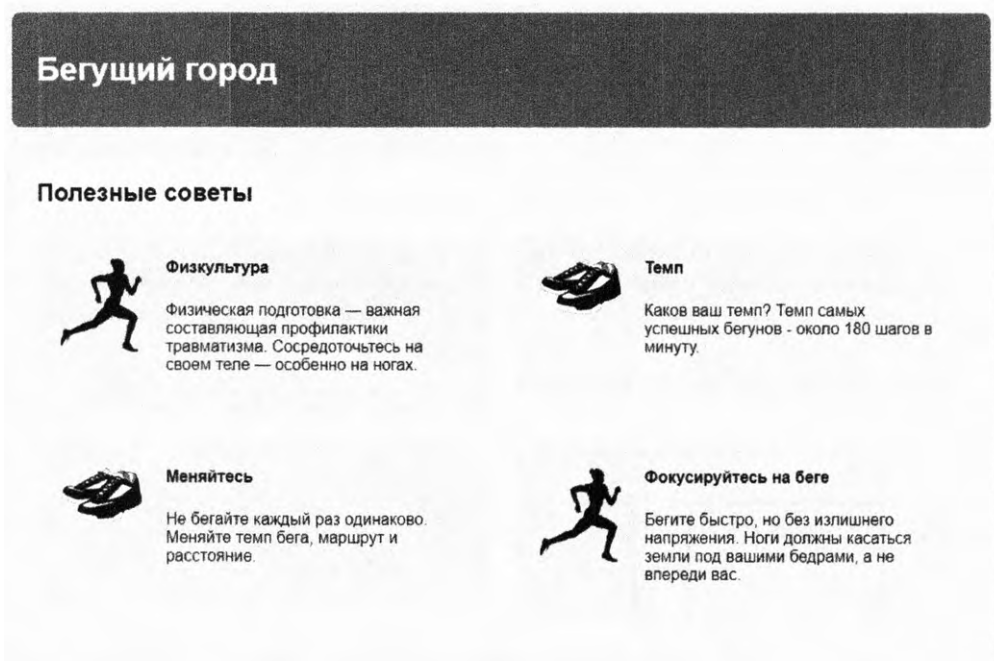 Бегущий город
Полезные советы
Физкультура
Физическая подготовка — важная
составляющая профилактики
травматизма. Сосредоточьтесь на
своем теле — особенно на ногах.
Темп
Каков ваш темп? Темп самых
успешных бегунов - около 180 шагов в
минуту.
Меняйтесь
Не бегайте каждый раз одинаково.
Меняйте темп бега, маршрут и
расстояние.
Фокусируйтесь на беге
Бегите быстро, но без излишнего
напряжения. Ноги должны касаться
земли под вашими бедрами, а не
впереди вас.